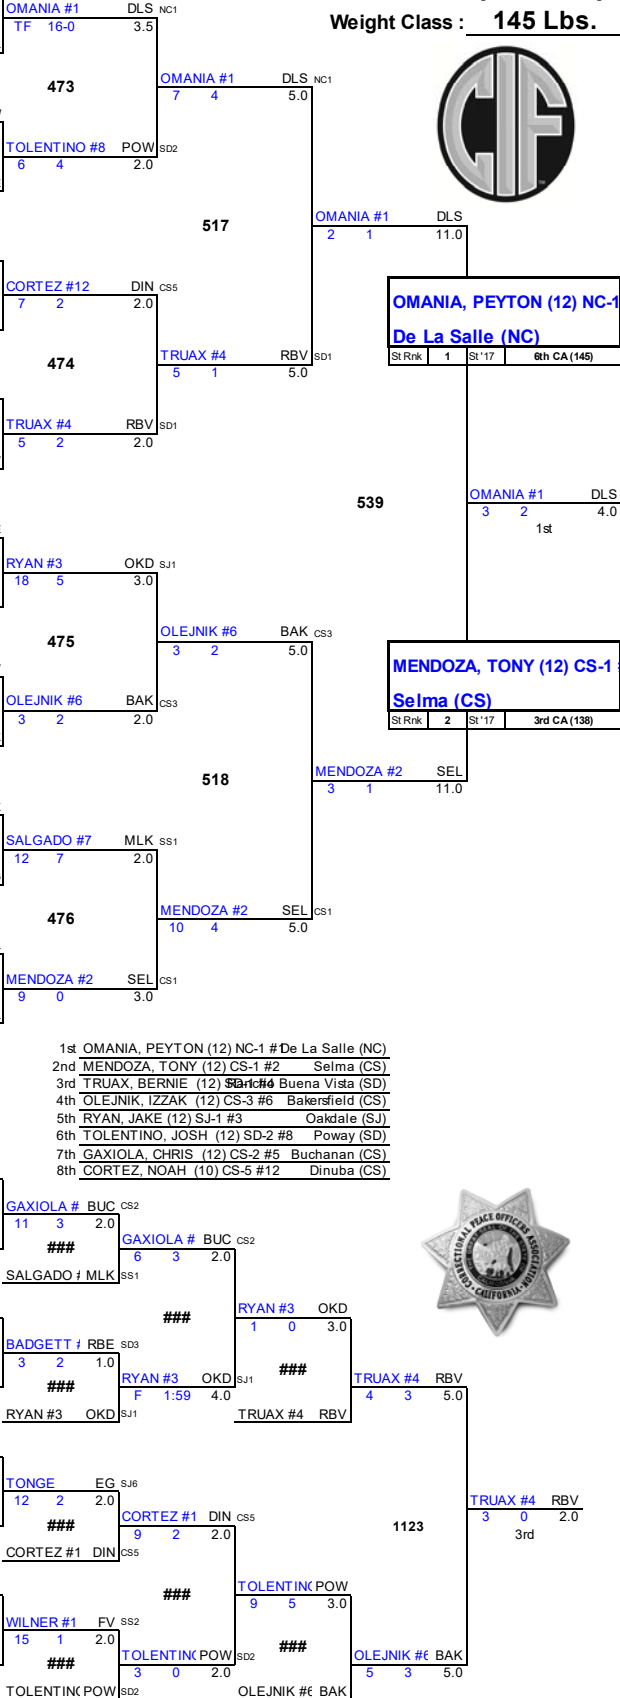 OMANIA #1 DLS NC1
TF 16-0 3.5
Weight Class : 145 Lbs.
473
OMANIA #1 DLS NC1
7 4 5.0
CIF
TOLENTINO #8 POW SD2
6 4 2.0
517
OMANIA #1 DLS
2 1 11.0
CORTEZ #12 DIN CS5
7 2 2.0
OMANIA, PEYTON (12) NC-1
De La Salle (NC)
St Rnk 1 St '17 6th CA (145)
474
TRUAX #4 RBV SD1
5 1 5.0
TRUAX #4 RBV SD1
5 2 2.0
539
OMANIA #1 DLS
3 2 4.0
1st
RYAN #3 OKD SJ1
18 5 3.0
475
OLEJNIK #6 BAK CS3
3 2 5.0
MENDOZA, TONY (12) CS-1
Selma (CS)
St Rnk 2 St '17 3rd CA (138)
OLEJNIK #6 BAK CS3
3 2 2.0
518
MENDOZA #2 SEL
3 1 11.0
SALGADO #7 MLK SS1
12 7 2.0
476
MENDOZA #2 SEL CS1
10 4 5.0
MENDOZA #2 SEL CS1
9 0 3.0
1st OMANIA, PEYTON (12) NC-1 #1 De La Salle (NC)
2nd MENDOZA, TONY (12) CS-1 #2 Selma (CS)
3rd TRUAX, BERNIE (12) SD-1 #4 Rancho Buena Vista (SD)
4th OLEJNIK, IZZAK (12) CS-3 #6 Bakersfield (CS)
5th RYAN, JAKE (12) SJ-1 #3 Oakdale (SJ)
6th TOLENTINO, JOSH (12) SD-2 #8 Poway (SD)
7th GAXIOLA, CHRIS (12) CS-2 #5 Buchanan (CS)
8th CORTEZ, NOAH (10) CS-5 #12 Dinuba (CS)
GAXIOLA # BUC CS2
11 3 2.0
###
GAXIOLA # BUC CS2
6 3 2.0
SALGADO # MLK SS1
CORRECTIONAL PEACE OFFICERS ASSOCIATION
CALIFORNIA
###
RYAN #3 OKD
1 0 3.0
BADGETT # RBE SD3
3 2 1.0
###
RYAN #3 OKD SJ1
F 1:59 4.0
###
TRUAX #4 RBV
4 3 5.0
RYAN #3 OKD SJ1
TRUAX #4 RBV
TONGE EG SJ6
12 2 2.0
###
CORTEZ #1 DIN CS5
9 2 2.0
1123
TRUAX #4 RBV
3 0 2.0
3rd
CORTEZ #1 DIN CS5
###
TOLENTINO POW
9 5 3.0
WILNER #1 FV SS2
15 1 2.0
###
TOLENTINO POW SD2
3 0 2.0
###
OLEJNIK #6 BAK
5 3 5.0
TOLENTINO POW SD2
OLEJNIK #6 BAK